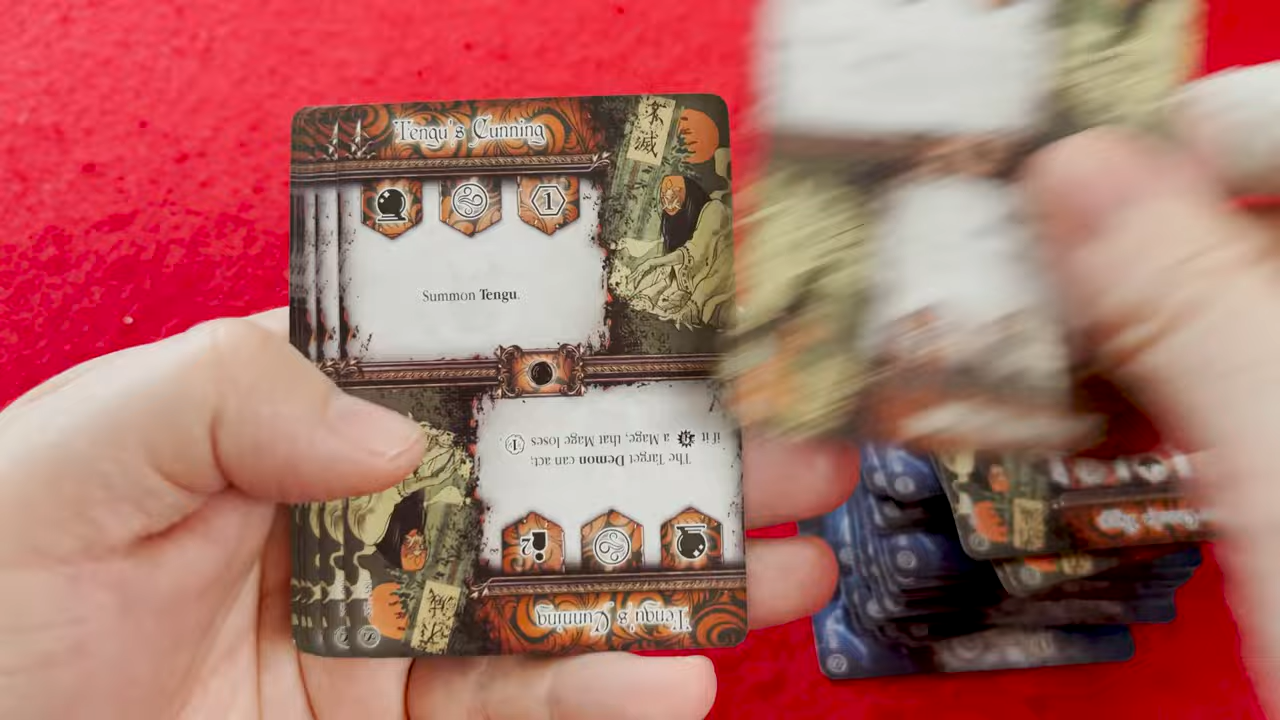 Tengu's Cunning
1
Summon Tengu.
The Target Demon can act;
if it a Mage, that Mage loses 1.
2
Tengu's Cunning